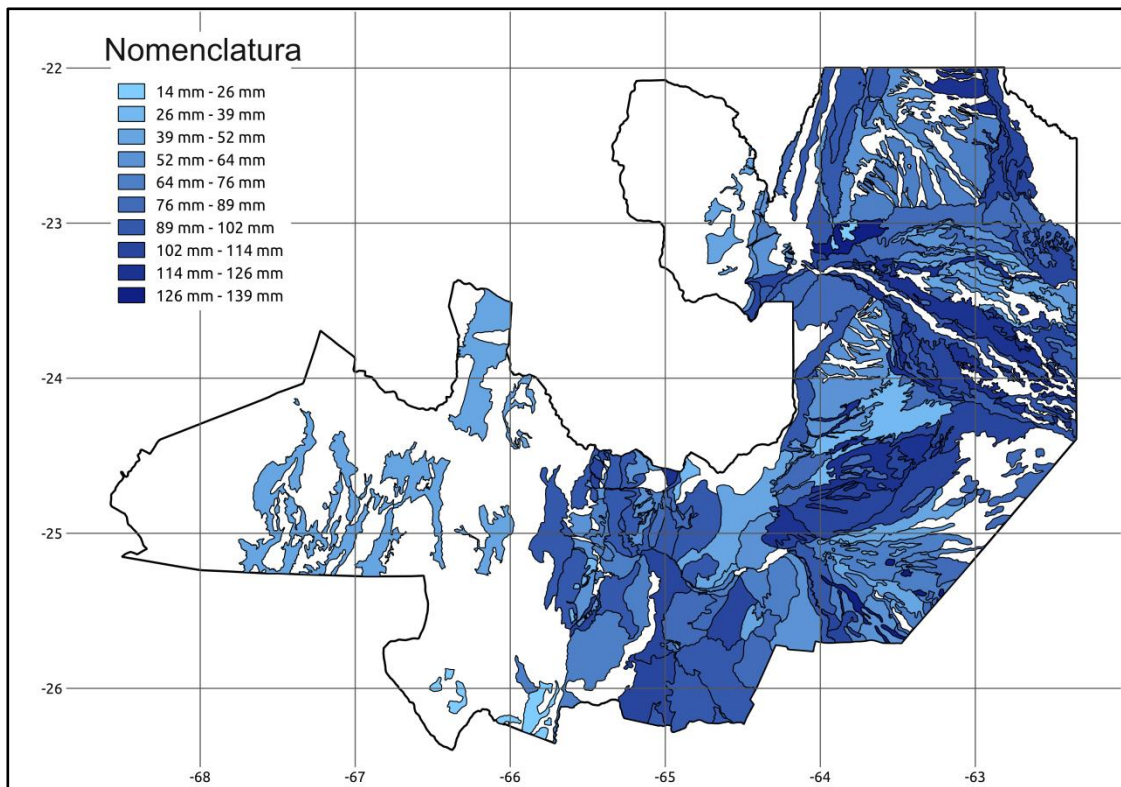 Nomenclatura
14 mm - 26 mm
26 mm - 39 mm
39 mm - 52 mm
52 mm - 64 mm
64 mm - 76 mm
76 mm - 89 mm
89 mm - 102 mm
102 mm - 114 mm
114 mm - 126 mm
126 mm - 139 mm
-22
-23
-24
-25
-26
-68
-67
-66
-65
-64
-63